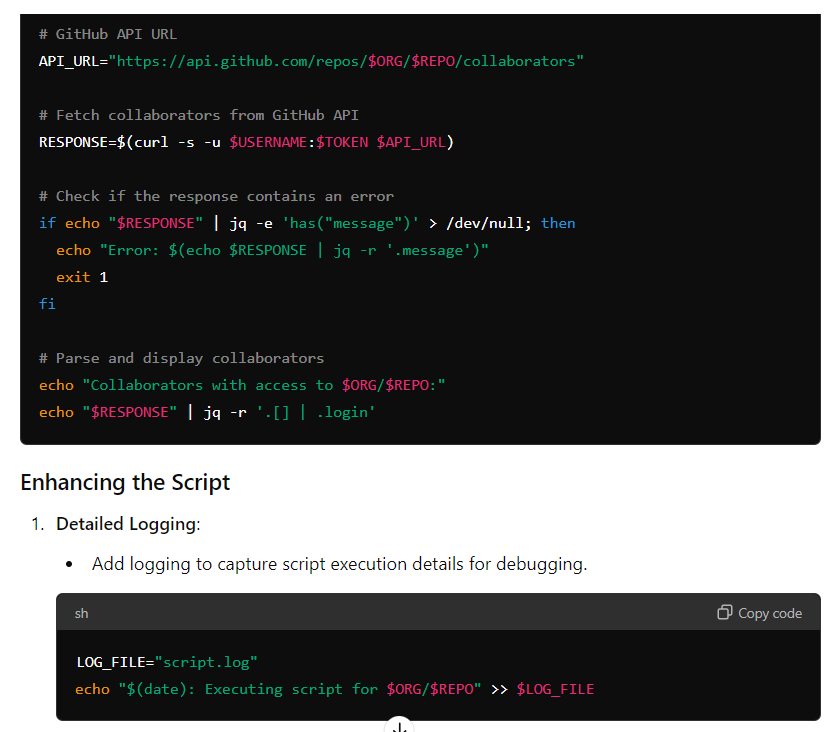 # GitHub API URL
API_URL="https://api.github.com/repos/$ORG/$REPO/collaborators"
# Fetch collaborators from GitHub API
RESPONSE=$(curl -s -u $USERNAME:$TOKEN $API_URL)
# Check if the response contains an error
if echo "$RESPONSE" | jq -e 'has("message")' > /dev/null; then
  echo "Error: $(echo $RESPONSE | jq -r '.message')"
  exit 1
fi
# Parse and display collaborators
echo "Collaborators with access to $ORG/$REPO:"
echo "$RESPONSE" | jq -r '.[] | .login'
Enhancing the Script
1. Detailed Logging:
• Add logging to capture script execution details for debugging.
sh Copy code
LOG_FILE="script.log"
echo "$(date): Executing script for $ORG/$REPO" >> $LOG_FILE